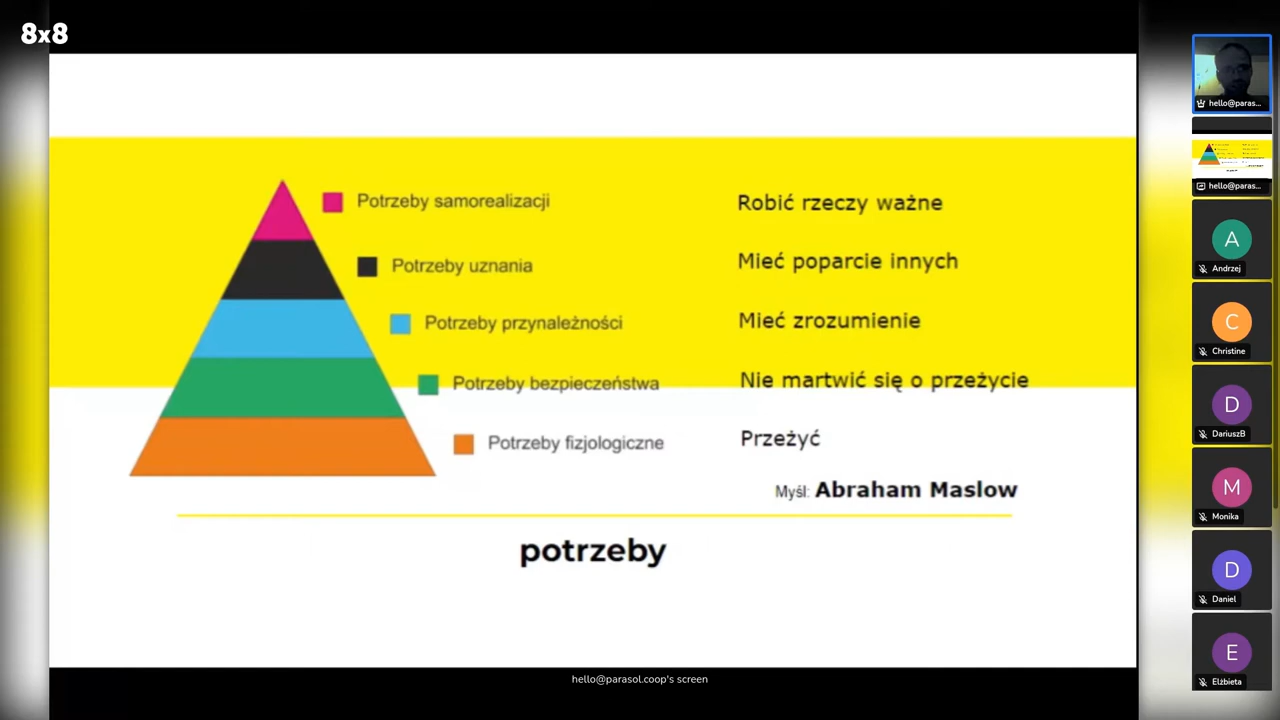 8x8
Potrzeby samorealizacji
Robić rzeczy ważne
Potrzeby uznania
Mieć poparcie innych
Potrzeby przynależności
Mieć zrozumienie
Potrzeby bezpieczeństwa
Nie martwić się o przeżycie
Potrzeby fizjologiczne
Przeżyć
Myśl: Abraham Maslow
potrzeby
hello@parasol.coop's screen
hello@paras...
hello@paras...
A
Andrzej
C
Christine
D
DariuszB
M
Monika
D
Daniel
E
Elżbieta